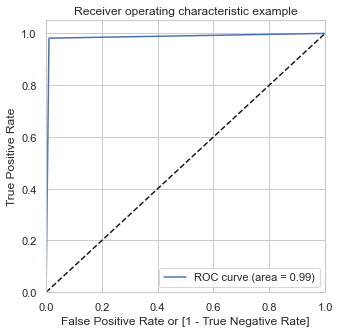 Receiver operating characteristic example
True Positive Rate
1.0
0.8
0.6
0.4
0.2
0.0
ROC curve (area = 0.99)
0.0 0.2 0.4 0.6 0.8 1.0
False Positive Rate or [1 - True Negative Rate]